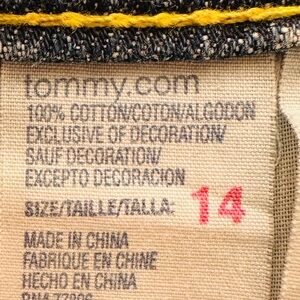 tommy.com
100% COTTON/COTON/ALGODON
EXCLUSIVE OF DECORATION/
SAUF DECORATION/
EXCEPTO DECORACION
SIZE/TAILLE/TALLA: 14
MADE IN CHINA
FABRIQUE EN CHINE
HECHO EN CHINA